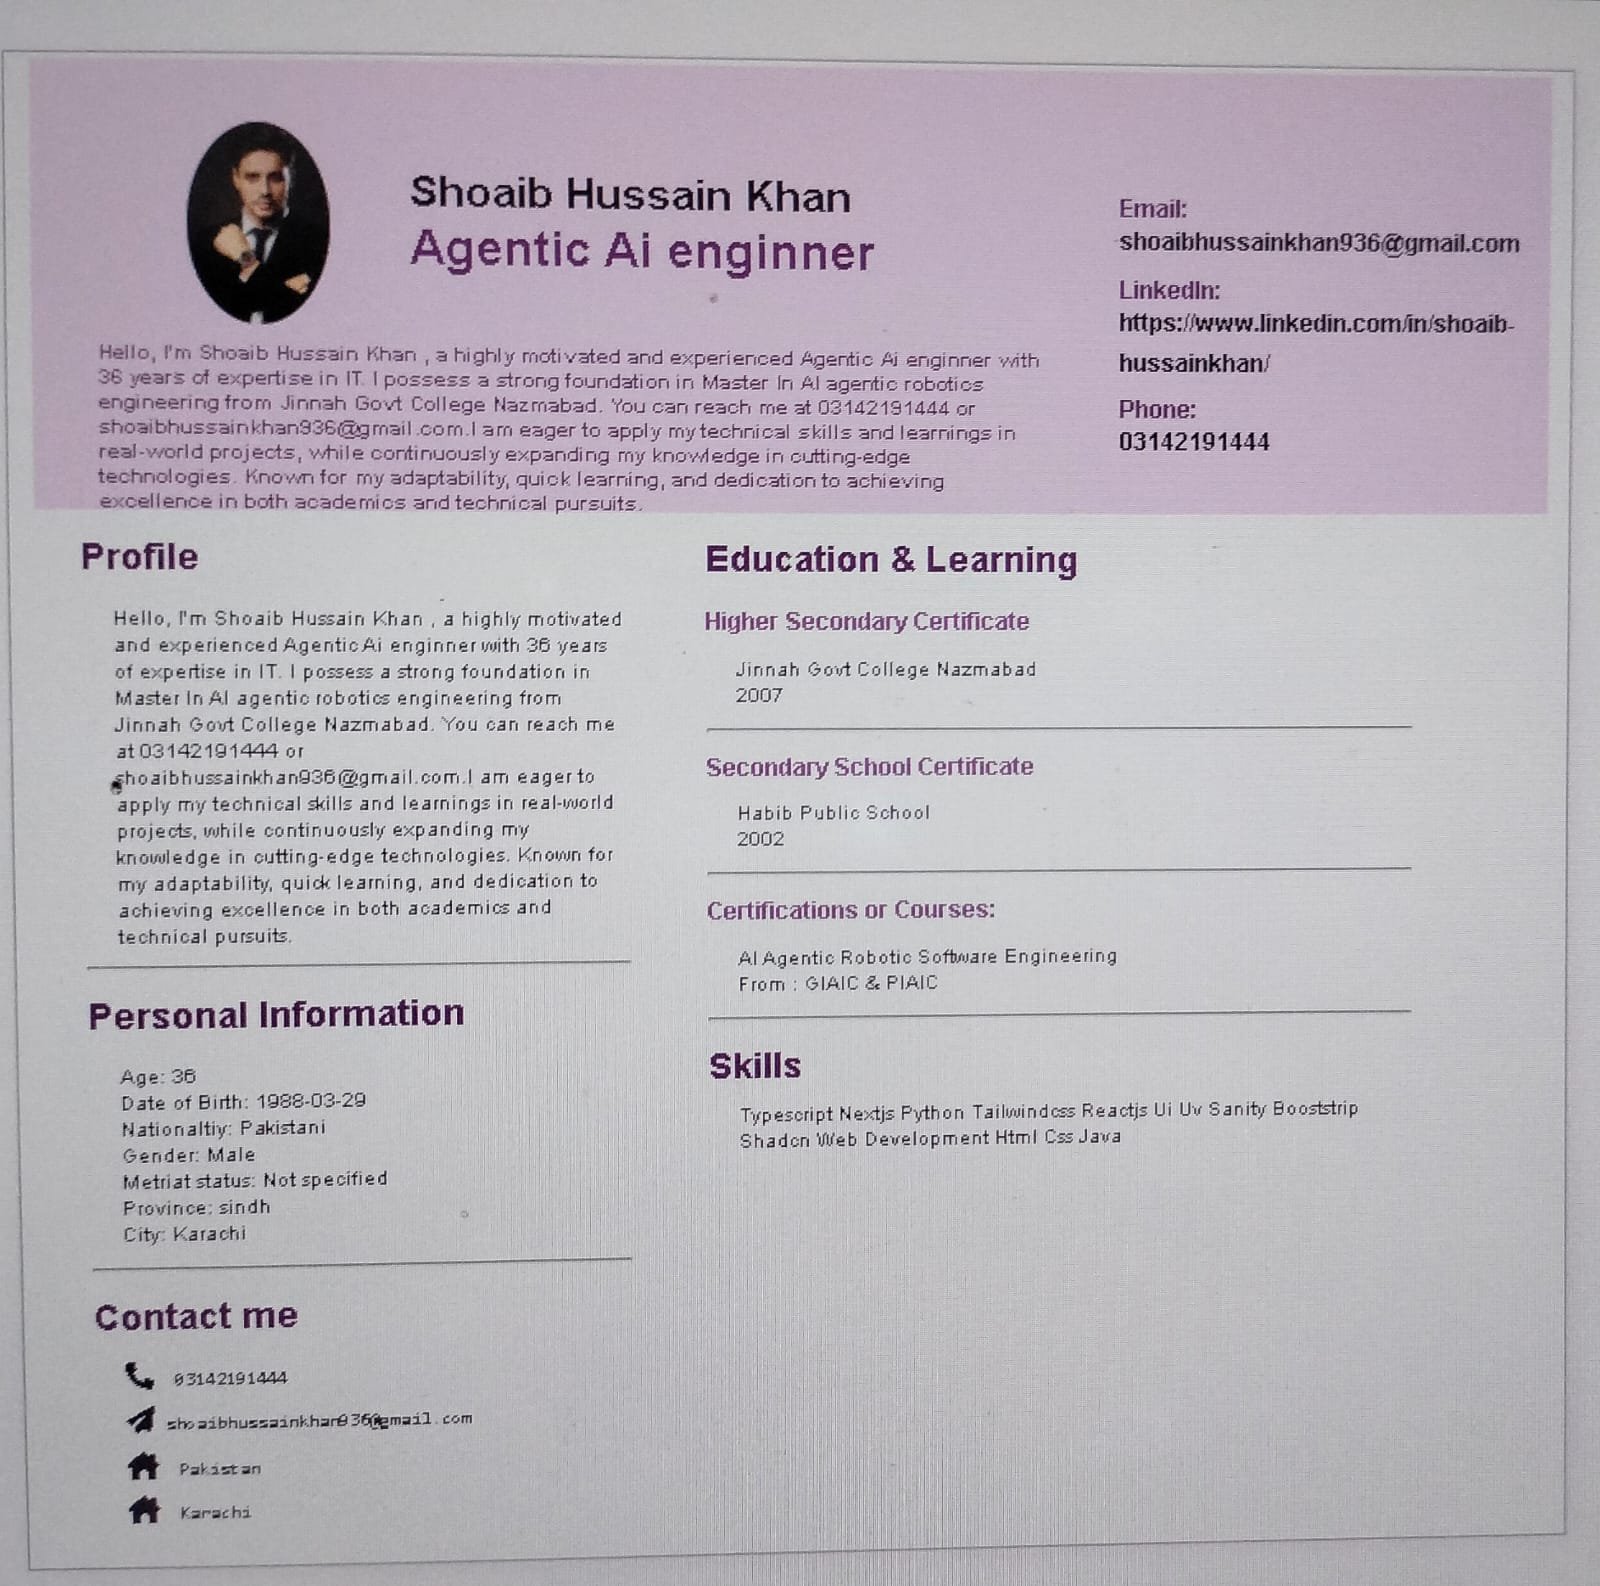 Shoaib Hussain Khan
Agentic Ai enginner
Hello, I'm Shoaib Hussain Khan , a highly motivated and experienced Agentic Ai enginner with
36 years of expertise in IT. I possess a strong foundation in Master In AI agentic robotics
engineering from Jinnah Govt College Nazmabad. You can reach me at 03142191444 or
shoaibhussainkhan936@gmail.com.I am eager to apply my technical skills and learnings in
real-world projects, while continuously expanding my knowledge in cutting-edge
technologies. Known for my adaptability, quick learning, and dedication to achieving
excellence in both academics and technical pursuits.
Email:
shoaibhussainkhan936@gmail.com
LinkedIn:
https://www.linkedin.com/in/shoaib-
hussainkhan/
Phone:
03142191444
Profile
Hello, I'm Shoaib Hussain Khan , a highly motivated
and experienced Agentic Ai enginner with 36 years
of expertise in IT. I possess a strong foundation in
Master In AI agentic robotics engineering from
Jinnah Govt College Nazmabad. You can reach me
at 03142191444 or
shoaibhussainkhan936@gmail.com.I am eager to
apply my technical skills and learnings in real-world
projects, while continuously expanding my
knowledge in cutting-edge technologies. Known for
my adaptability, quick learning, and dedication to
achieving excellence in both academics and
technical pursuits.
Personal Information
Age: 36
Date of Birth: 1988-03-29
Nationaltiy: Pakistani
Gender: Male
Metriat status: Not specified
Province: sindh
City: Karachi
Contact me
03142191444
shoaibhussainkhan936@gmail.com
Pakistan
Karachi
Education & Learning
Higher Secondary Certificate
Jinnah Govt College Nazmabad
2007
Secondary School Certificate
Habib Public School
2002
Certifications or Courses:
AI Agentic Robotic Software Engineering
From : GIAIC & PIAIC
Skills
Typescript Nextjs Python Tailwindcss Reactjs Ui Uv Sanity Booststrip
Shadcn Web Development Html Css Java